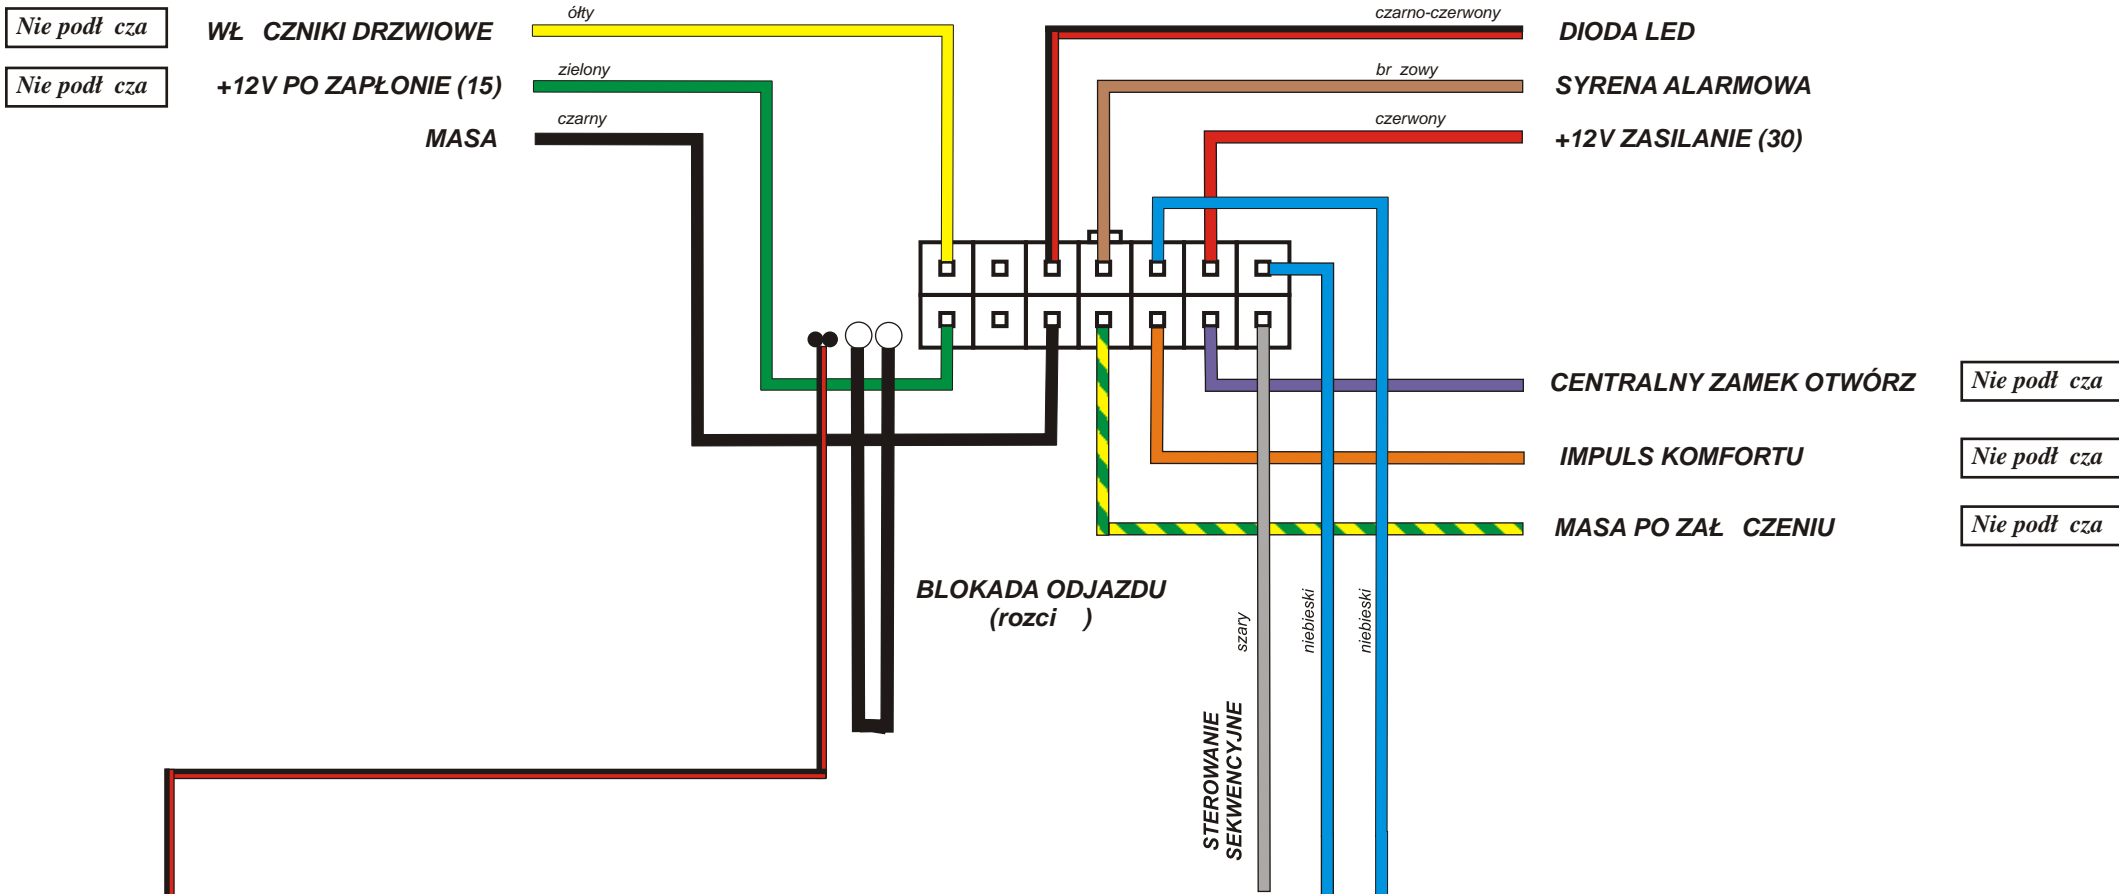 Nie podł cza
WŁ CZNIKI DRZWIOWE
ółty
czarno-czerwony
DIODA LED
Nie podł cza
+12V PO ZAPŁONIE (15)
zielony
br zowy
SYRENA ALARMOWA
MASA
czarny
czerwony
+12V ZASILANIE (30)
CENTRALNY ZAMEK OTWÓRZ
Nie podł cza
IMPULS KOMFORTU
Nie podł cza
MASA PO ZAŁ CZENIU
Nie podł cza
BLOKADA ODJAZDU
(rozci )
szary
niebieski
niebieski
STEROWANIE
SEKWENCYJNE